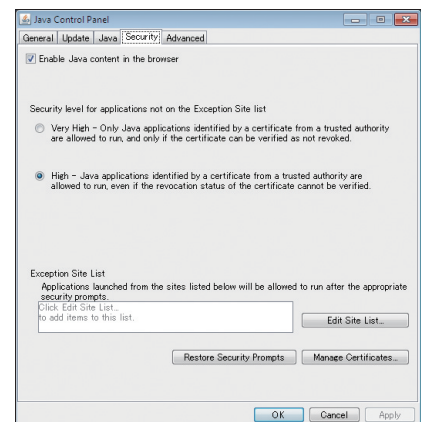 Java Control Panel
General Update Java Security Advanced
Enable Java content in the browser
Security level for applications not on the Exception Site list
Very High - Only Java applications identified by a certificate from a trusted authority
are allowed to run, and only if the certificate can be verified as not revoked.
High - Java applications identified by a certificate from a trusted authority are
allowed to run, even if the revocation status of the certificate cannot be verified.
Exception Site List
Applications launched from the sites listed below will be allowed to run after the appropriate
security prompts.
Click Edit Site List...
to add items to this list.
Edit Site List...
Restore Security Prompts Manage Certificates...
OK Cancel Apply